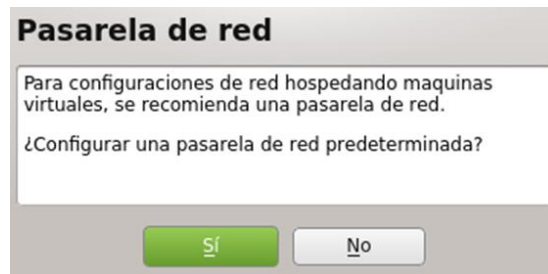 Pasarela de red
Para configuraciones de red hospedando maquinas
virtuales, se recomienda una pasarela de red.
¿Configurar una pasarela de red predeterminada?
Sí
No